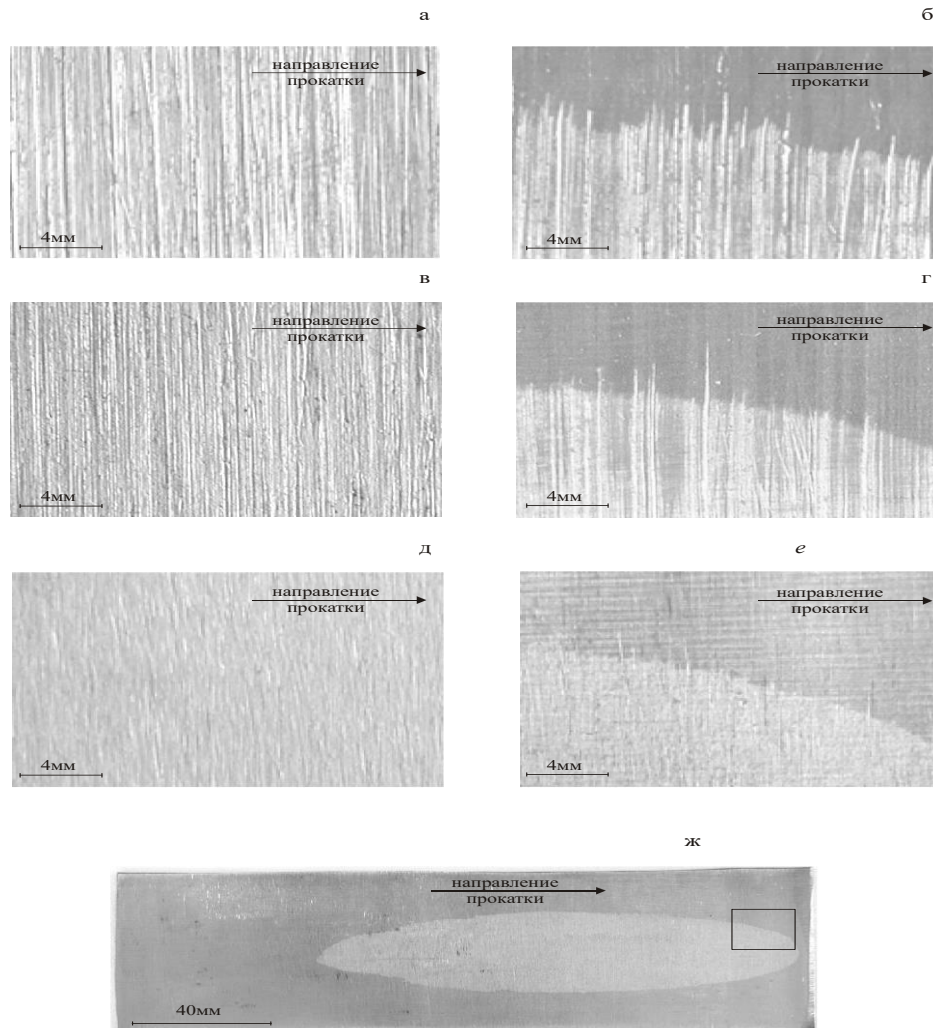 а
б
направление
прокатки
4мм
направление
прокатки
4мм
в
г
направление
прокатки
4мм
направление
прокатки
4мм
д
е
направление
прокатки
4мм
направление
прокатки
4мм
ж
направление
прокатки
40мм